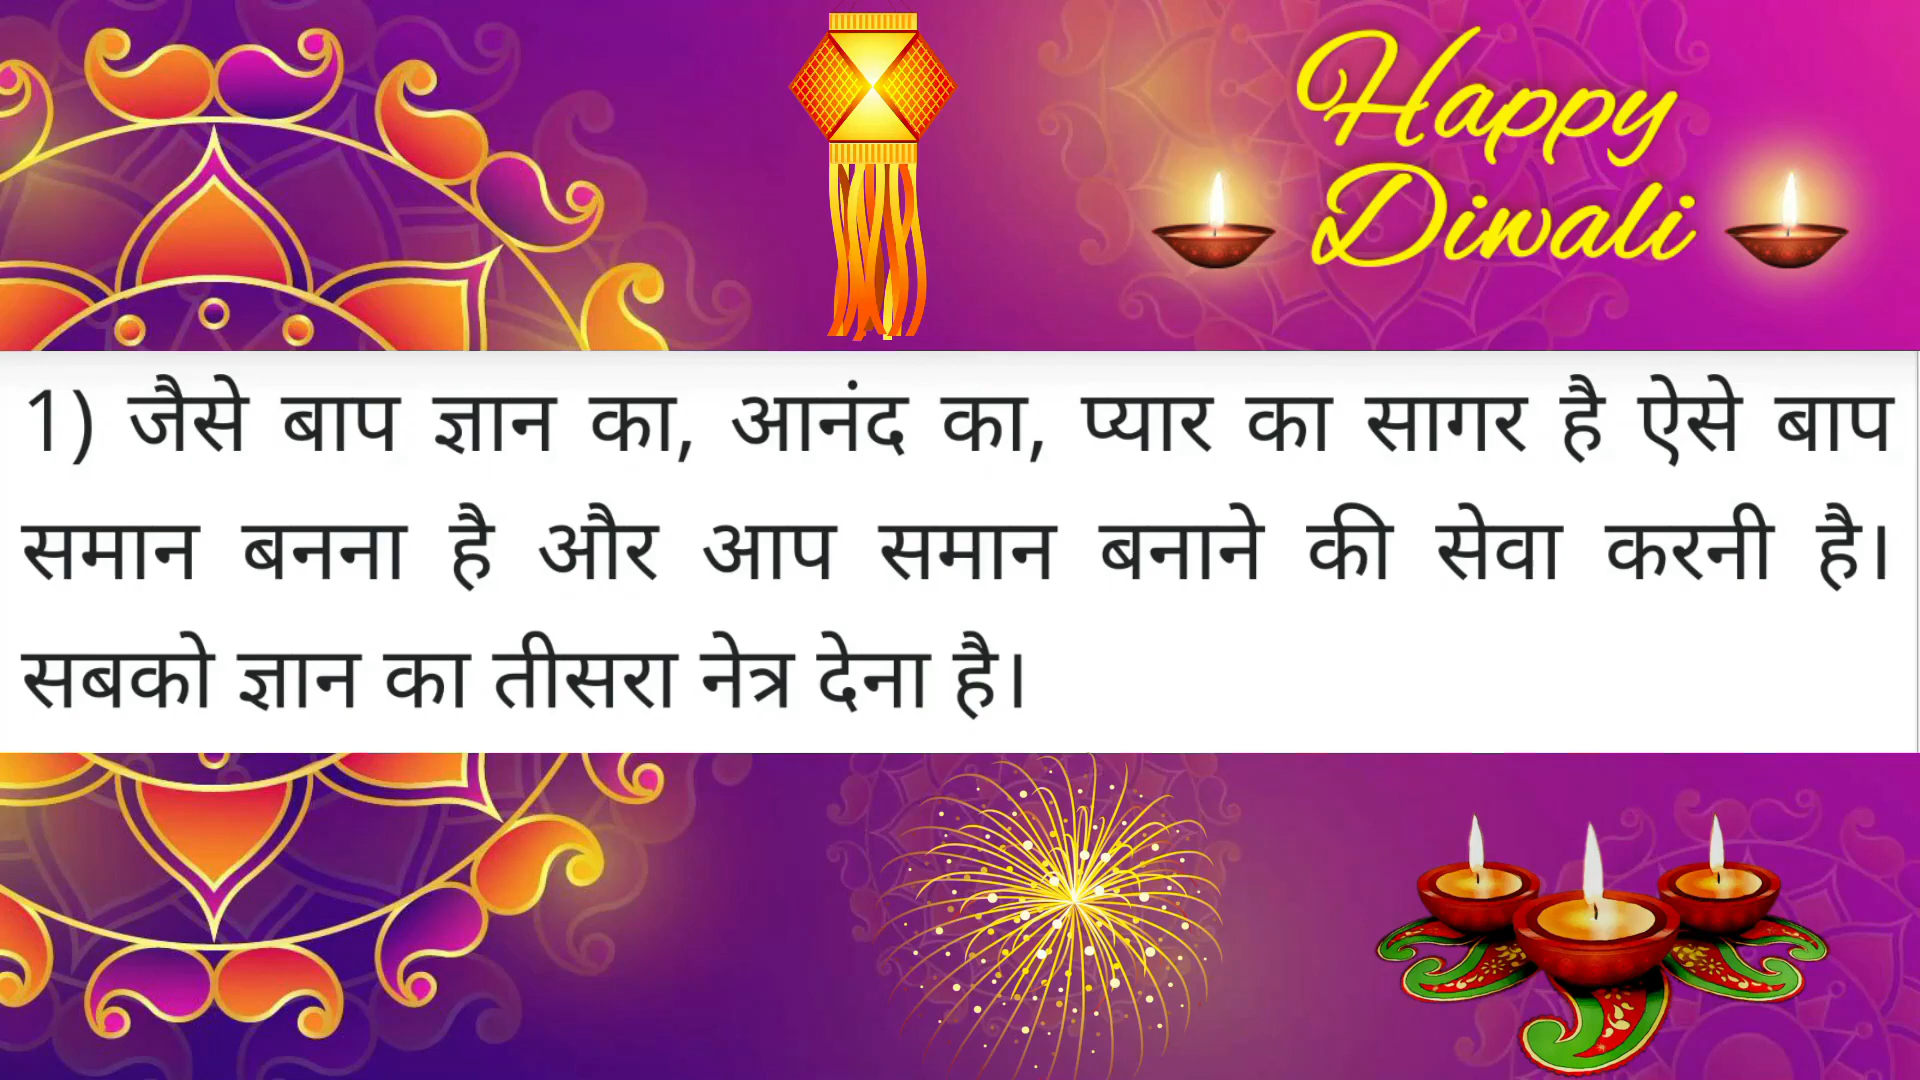 Happy
Diwali
1) जैसे बाप ज्ञान का, आनंद का, प्यार का सागर है ऐसे बाप
समान बनना है और आप समान बनाने की सेवा करनी है।
सबको ज्ञान का तीसरा नेत्र देना है।